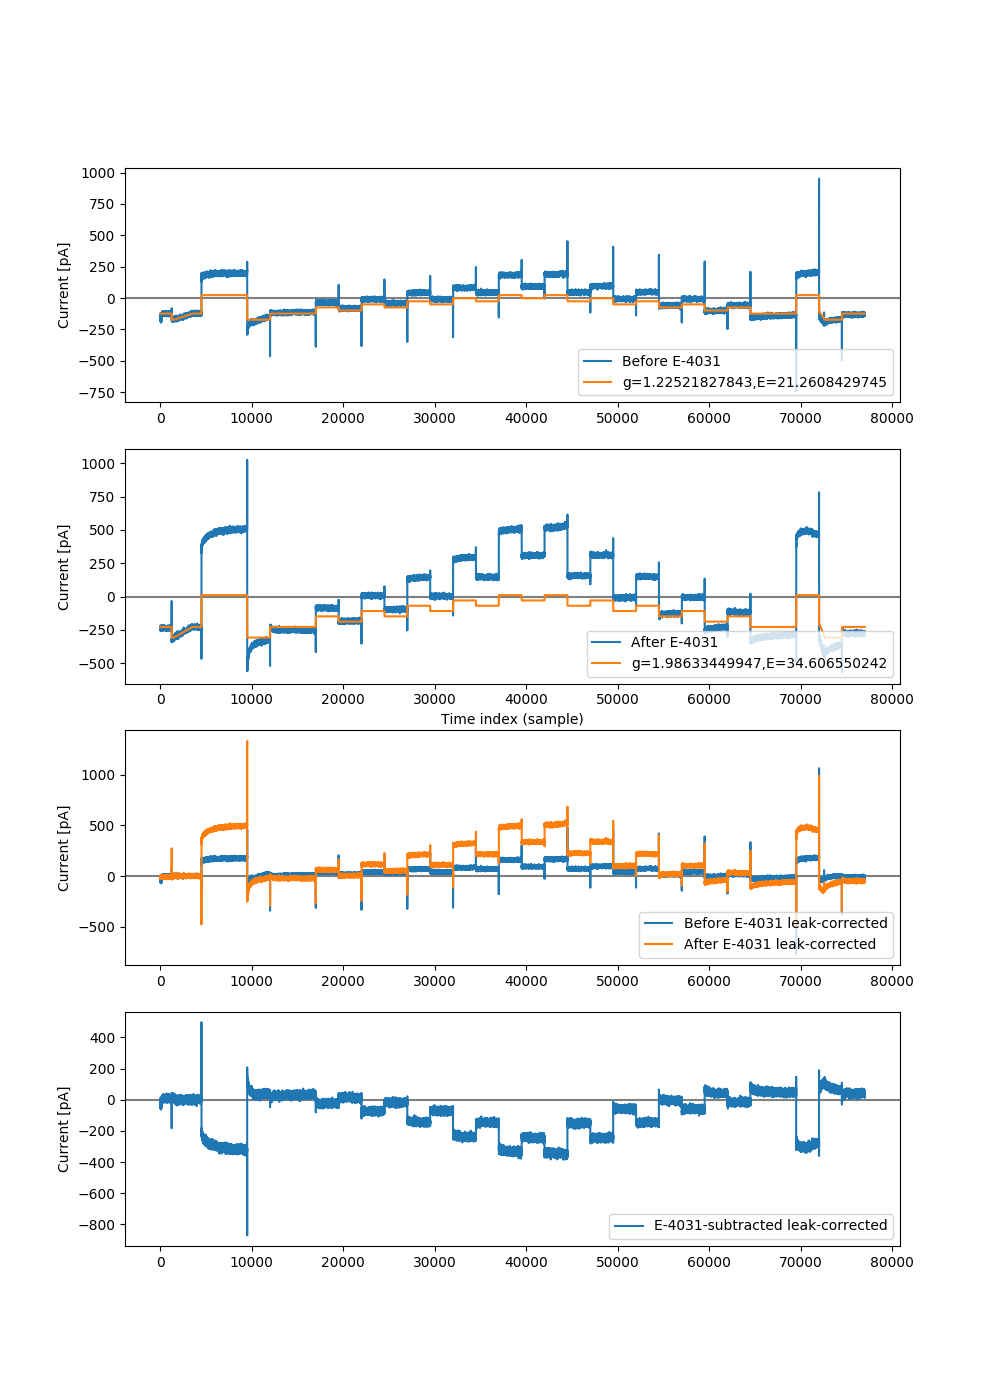 1000
750
500
250
0
−250
−500
−750
Current [pA]
Before E-4031
g=1.22521827843,E=21.2608429745
0 10000 20000 30000 40000 50000 60000 70000 80000
1000
750
500
250
0
−250
−500
Current [pA]
After E-4031
g=1.98633449947,E=34.606550242
0 10000 20000 30000 40000 50000 60000 70000 80000
Time index (sample)
1000
500
0
−500
Current [pA]
Before E-4031 leak-corrected
After E-4031 leak-corrected
0 10000 20000 30000 40000 50000 60000 70000 80000
400
200
0
−200
−400
−600
−800
Current [pA]
E-4031-subtracted leak-corrected
0 10000 20000 30000 40000 50000 60000 70000 80000